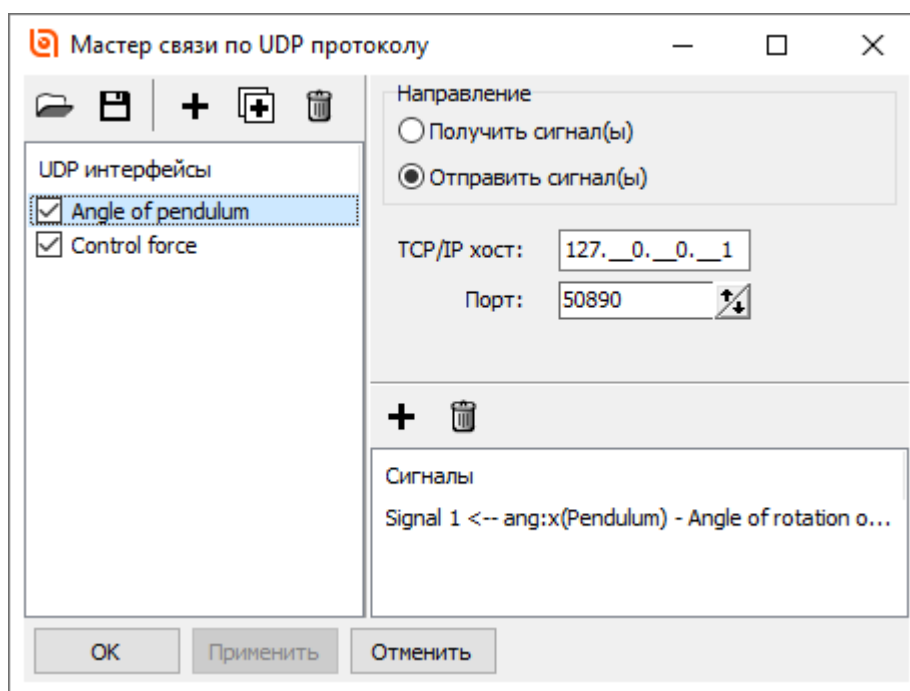 Мастер связи по UDP протоколу
UDP интерфейсы
Angle of pendulum
Control force
Направление
Получить сигнал(ы)
Отправить сигнал(ы)
TCP/IP хост: 127.__0.__0.__1
Порт: 50890
Сигналы
Signal 1 <-- ang:x(Pendulum) - Angle of rotation o...
OK Применить Отменить